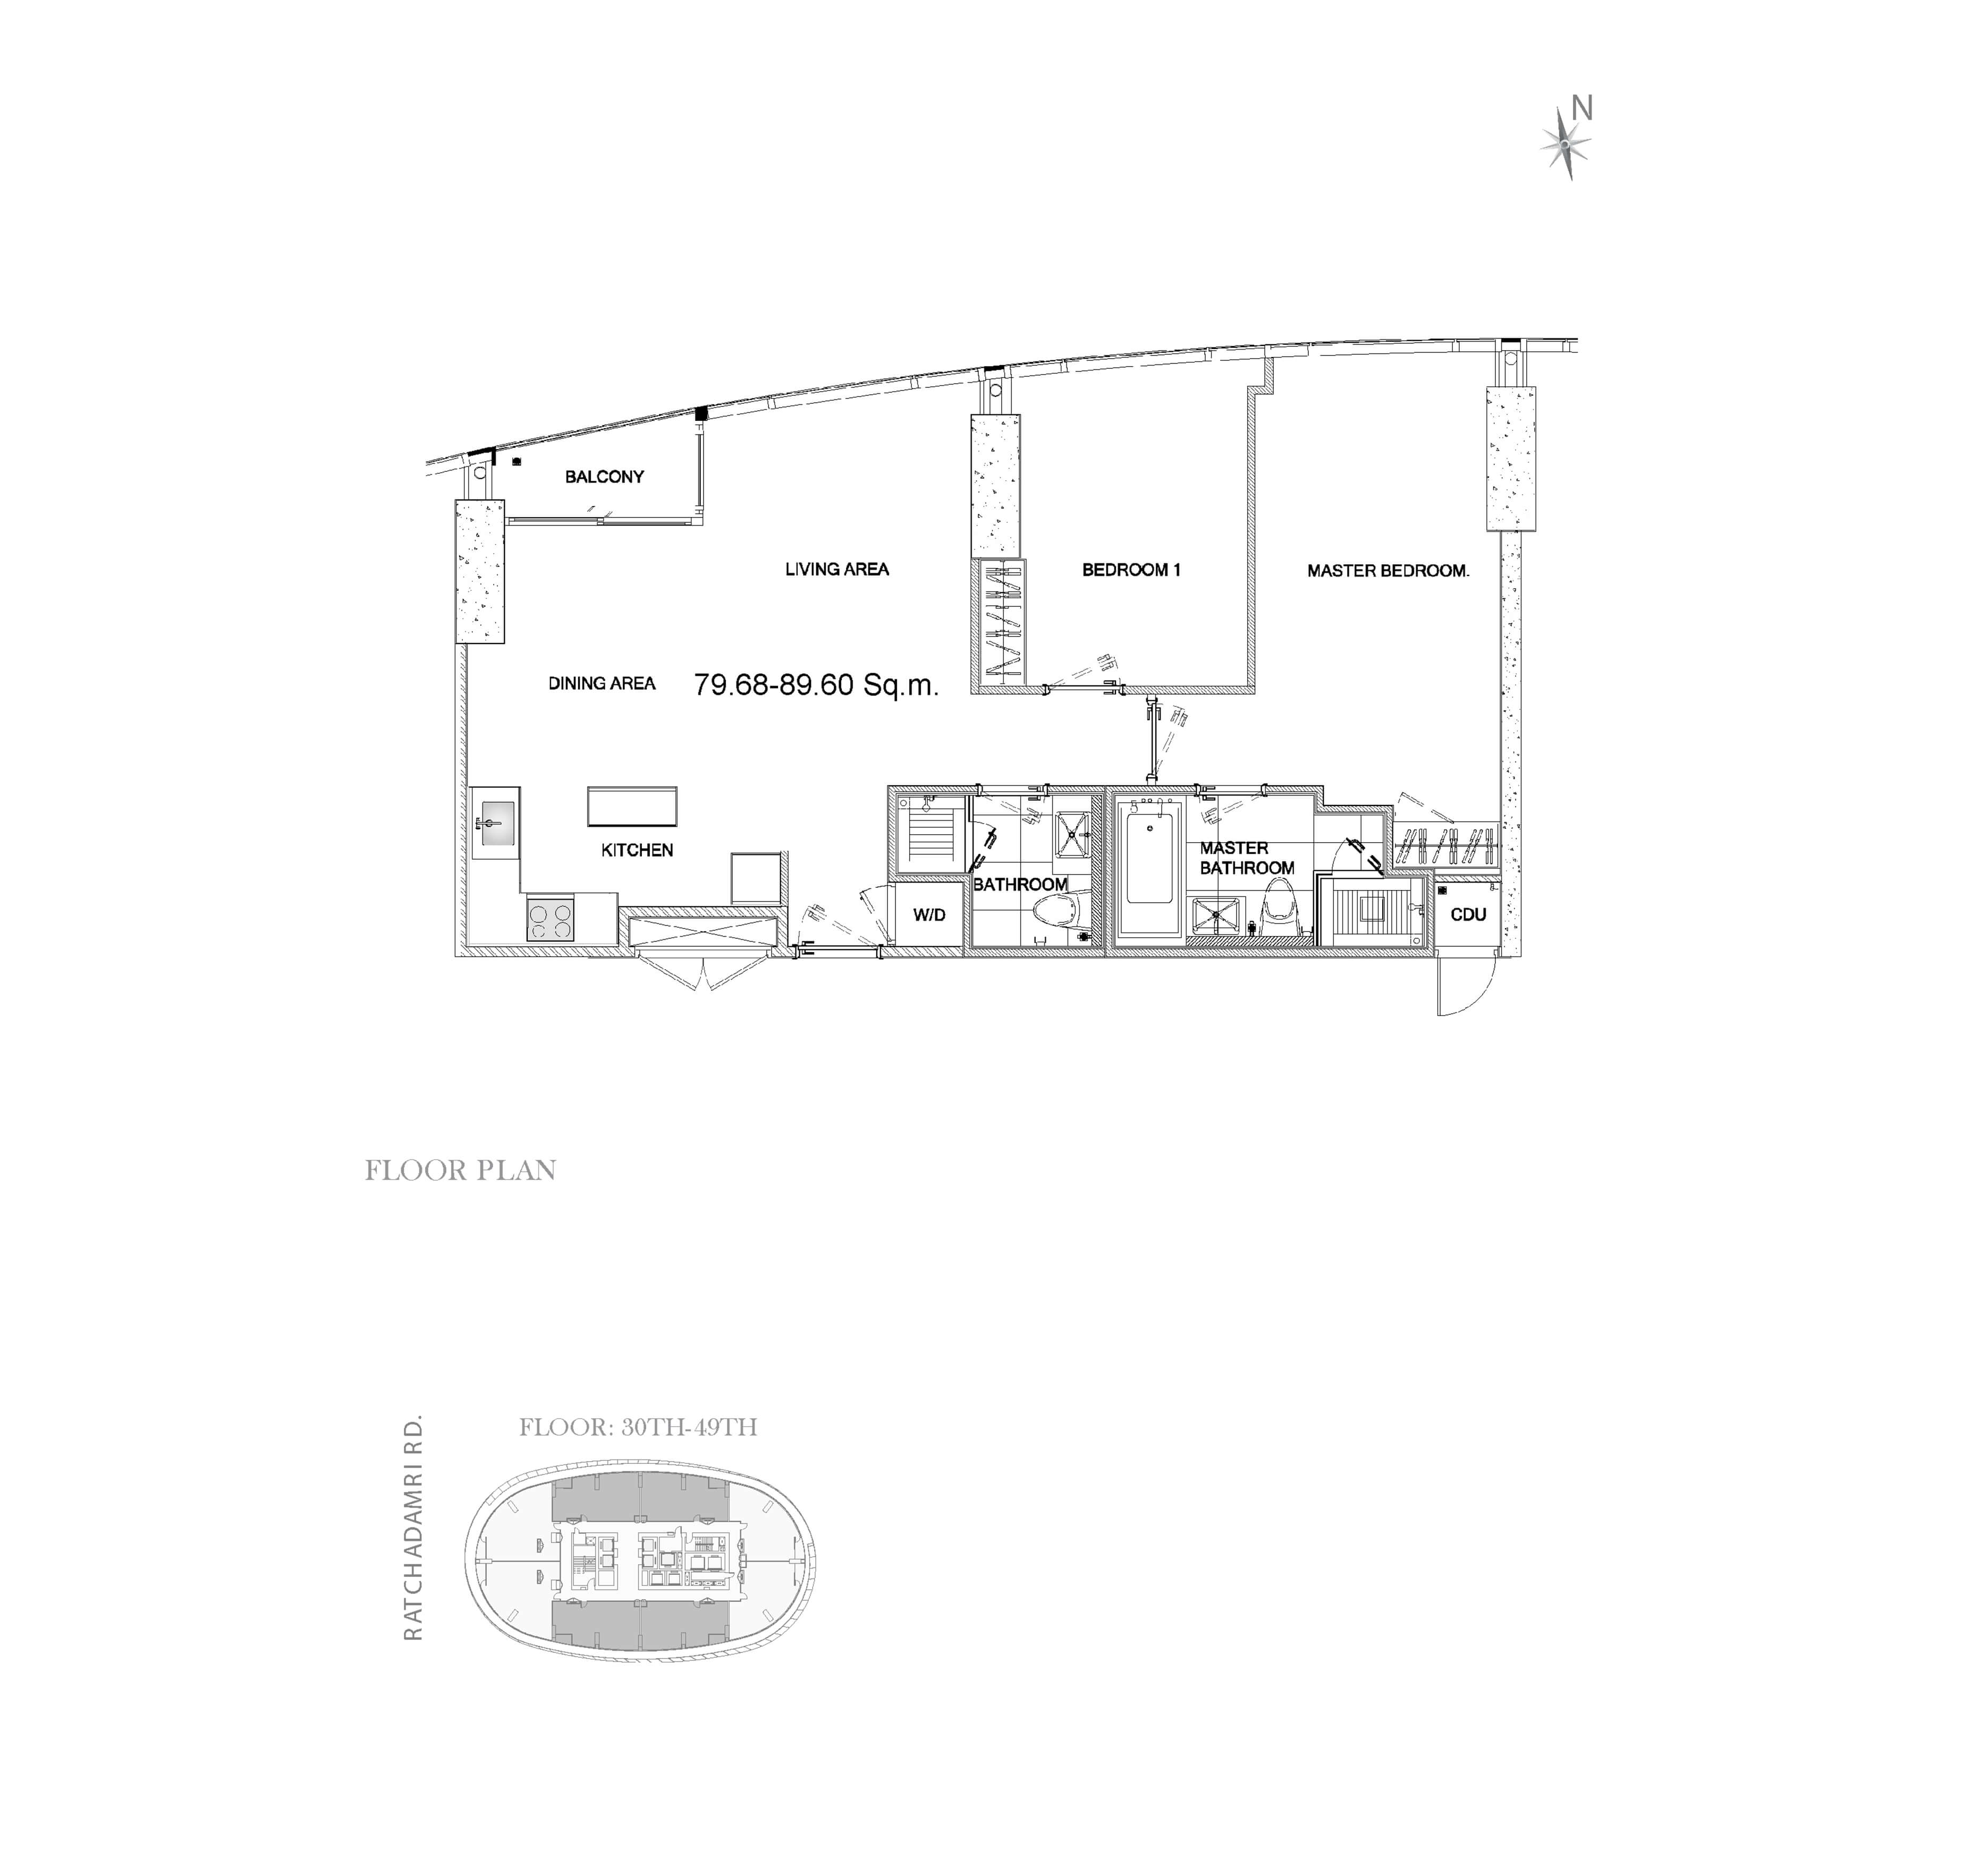 N
BALCONY
LIVING AREA
BEDROOM 1
MASTER BEDROOM.
DINING AREA
79.68-89.60 Sq.m.
KITCHEN
MASTER
BATHROOM
BATHROOM
W/D
CDU
FLOOR PLAN
FLOOR: 30TH-49TH
RATCHADAMRI RD.